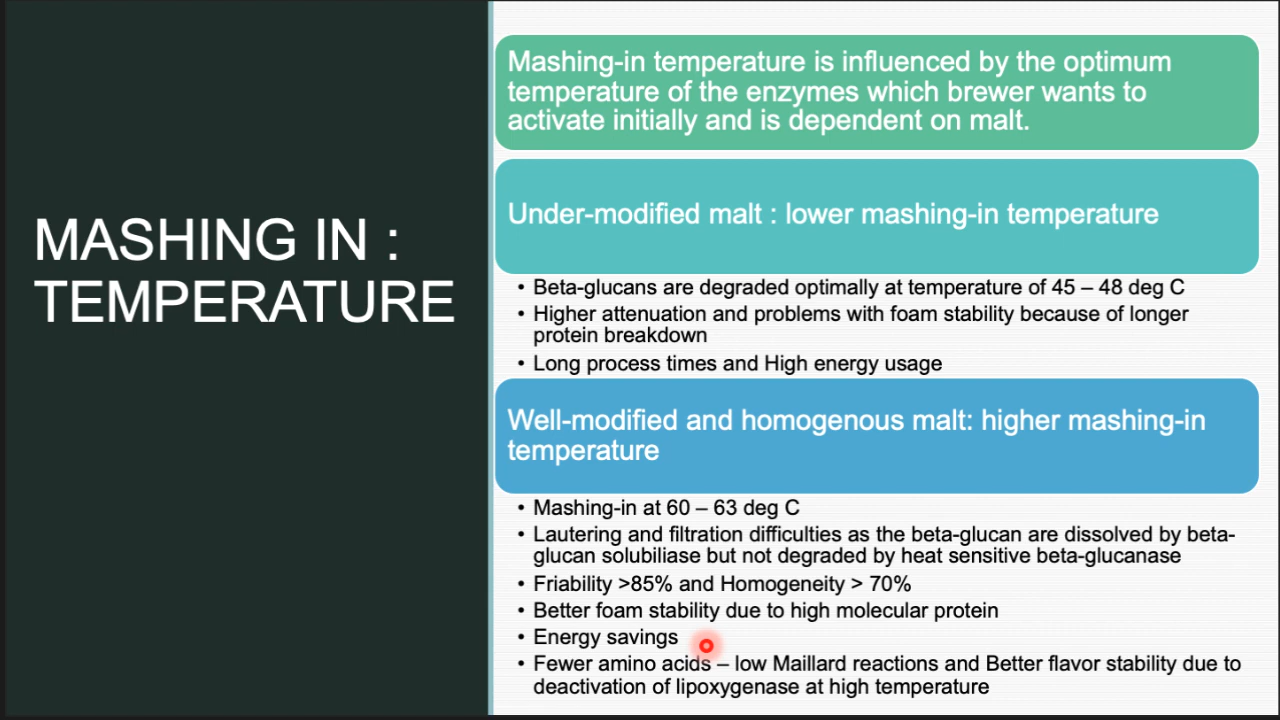 MASHING IN :
TEMPERATURE
Mashing-in temperature is influenced by the optimum
temperature of the enzymes which brewer wants to
activate initially and is dependent on malt.
Under-modified malt : lower mashing-in temperature
• Beta-glucans are degraded optimally at temperature of 45 – 48 deg C
• Higher attenuation and problems with foam stability because of longer
protein breakdown
• Long process times and High energy usage
Well-modified and homogenous malt: higher mashing-in
temperature
• Mashing-in at 60 – 63 deg C
• Lautering and filtration difficulties as the beta-glucan are dissolved by beta-
glucan solubiliase but not degraded by heat sensitive beta-glucanase
• Friability >85% and Homogeneity > 70%
• Better foam stability due to high molecular protein
• Energy savings
• Fewer amino acids – low Maillard reactions and Better flavor stability due to
deactivation of lipoxygenase at high temperature